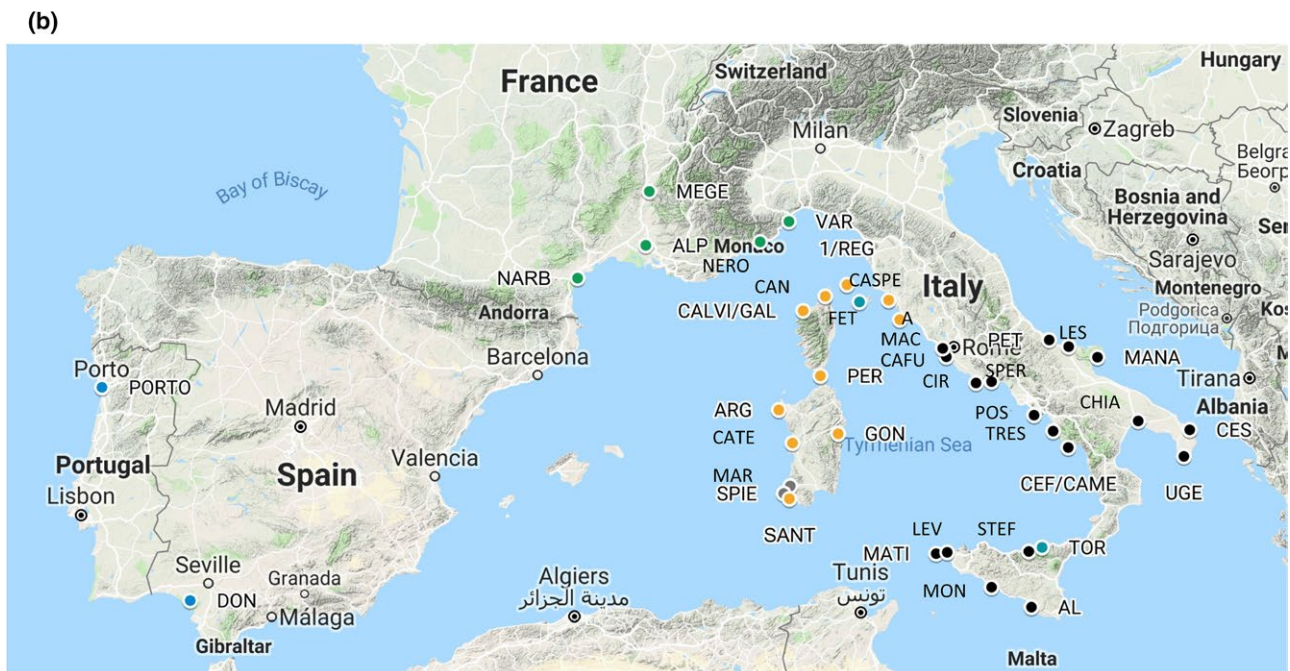 (b)
Hungary
France
Switzerland
Slovenia
Milan
Zagreb
Croatia
Belgra
Београ
Bay of Biscay
MEGE
Bosnia and
Herzegovina
Ser
VAR
ALP
Monaco
1/REG
NERO
Sarajevo
NARB
CAN
CASPE
Italy
Montenegro
Kos
Andorra
CALVI/GAL
FET
A
Podgorica
Подгорица
MAC
Rome
PET
LES
CAFU
MANA
Barcelona
Porto
PORTO
PER
CIR
SPER
Tirana
Madrid
ARG
CHIA
Albania
POS
CATE
GON
TRES
CES
Tyrrhenian Sea
Portugal
Spain
Valencia
Lisbon
MAR
SPIE
CEF/CAME
UGE
SANT
LEV
STEF
MATI
TOR
Seville
Granada
Algiers
مدينة الجزائر
Tunis
تونس
MON
DON
AL
Málaga
Gibraltar
Malta